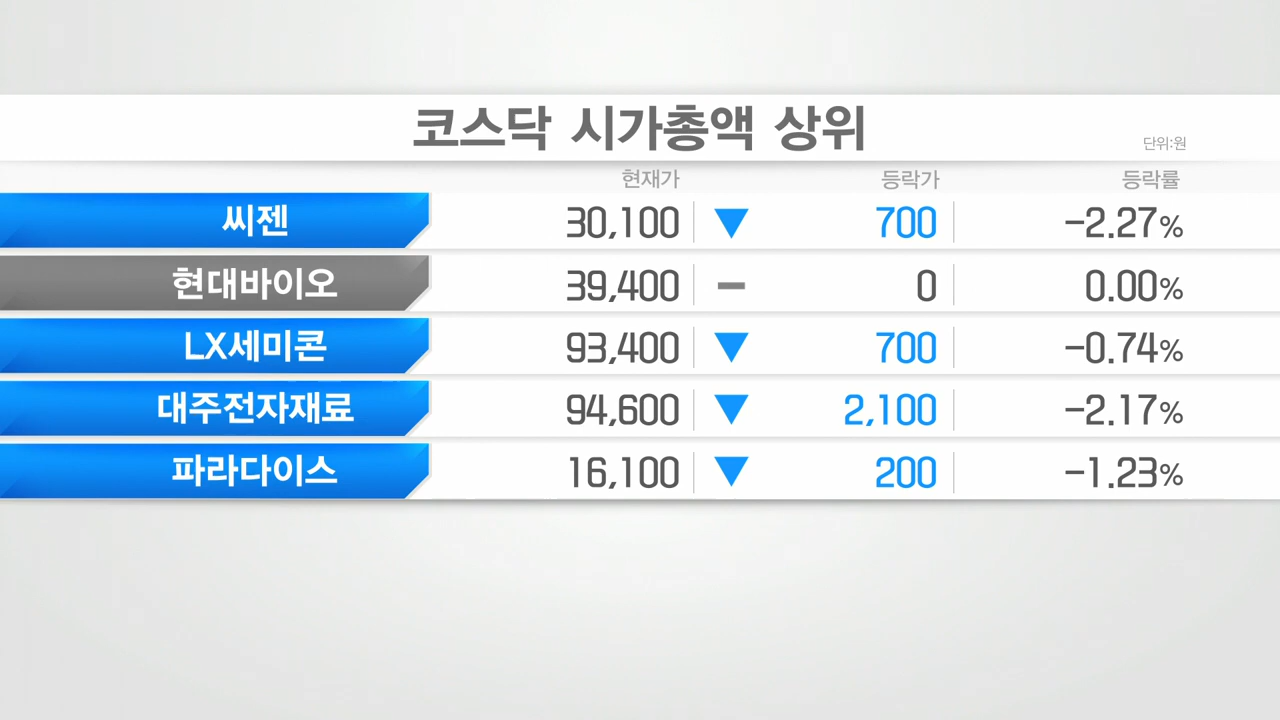 코스닥 시가총액 상위
단위:원
현재가 등락가 등락률
씨젠 30,100 ▼ 700 -2.27%
현대바이오 39,400 - 0 0.00%
LX세미콘 93,400 ▼ 700 -0.74%
대주전자재료 94,600 ▼ 2,100 -2.17%
파라다이스 16,100 ▼ 200 -1.23%